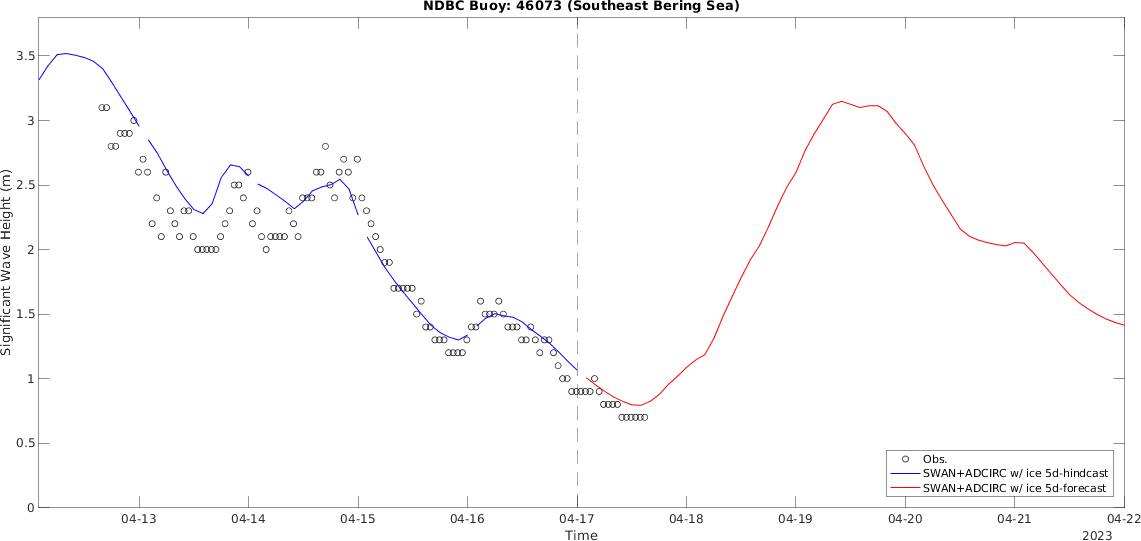 NDBC Buoy: 46073 (Southeast Bering Sea)
Significant Wave Height (m)
3.5
3
2.5
2
1.5
1
0.5
0
04-13 04-14 04-15 04-16 04-17 04-18 04-19 04-20 04-21 04-22
Time
2023
Obs.
SWAN+ADCIRC w/ ice 5d-hindcast
SWAN+ADCIRC w/ ice 5d-forecast